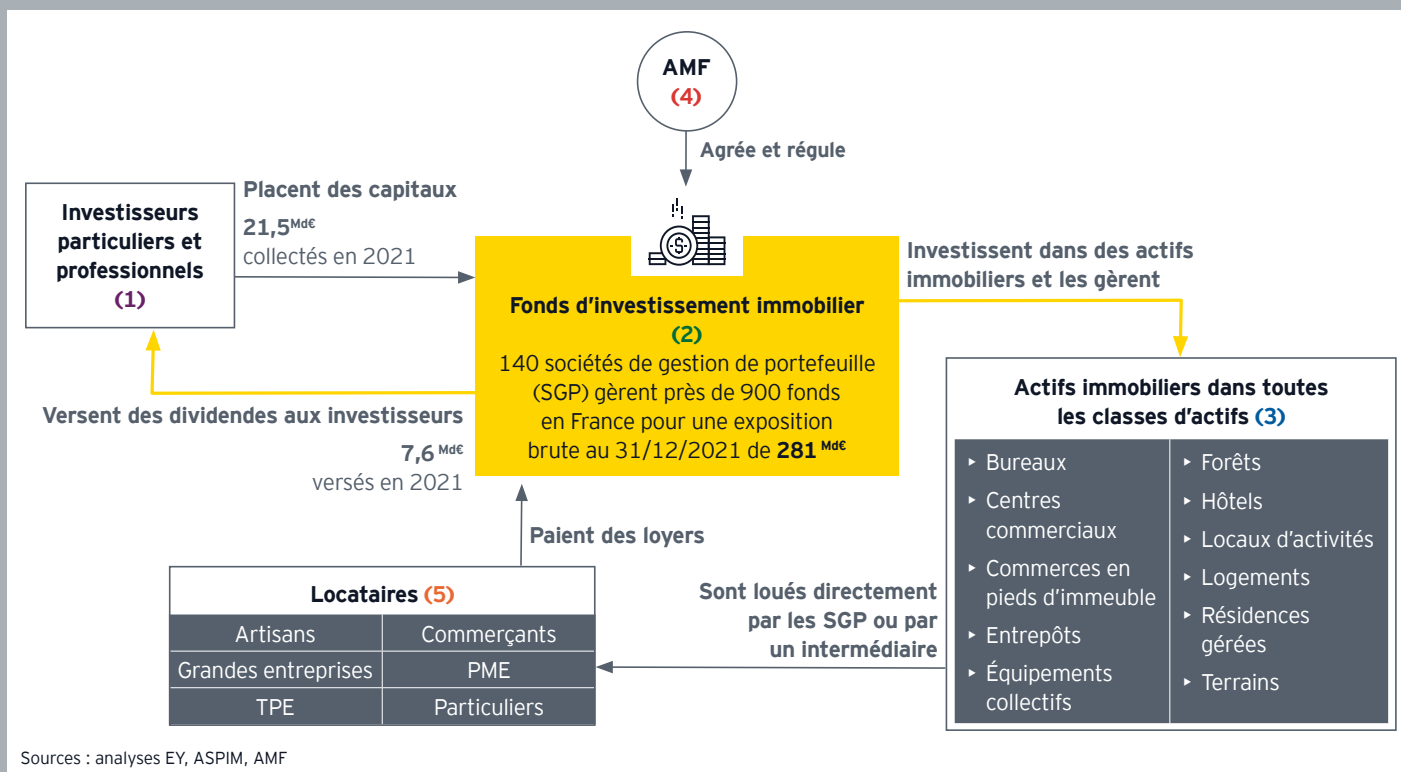 AMF
(4)
Agrée et régule
Investisseurs
particuliers et
professionnels
(1)
Placent des capitaux
21,5 Md€
collectés en 2021
Fonds d'investissement immobilier
(2)
140 sociétés de gestion de portefeuille
(SGP) gèrent près de 900 fonds
en France pour une exposition
brute au 31/12/2021 de 281 Md€
Investissent dans des actifs
immobiliers et les gèrent
Versent des dividendes aux investisseurs
7,6 Md€
versés en 2021
Actifs immobiliers dans toutes
les classes d'actifs (3)
‣ Bureaux
‣ Centres
commerciaux
‣ Commerces en
pieds d'immeuble
‣ Entrepôts
‣ Équipements
collectifs
‣ Forêts
‣ Hôtels
‣ Locaux d'activités
‣ Logements
‣ Résidences
gérées
‣ Terrains
Sont loués directement
par les SGP ou par
un intermédiaire
Paient des loyers
Locataires (5)
Artisans
Commerçants
Grandes entreprises
PME
TPE
Particuliers
Sources : analyses EY, ASPIM, AMF